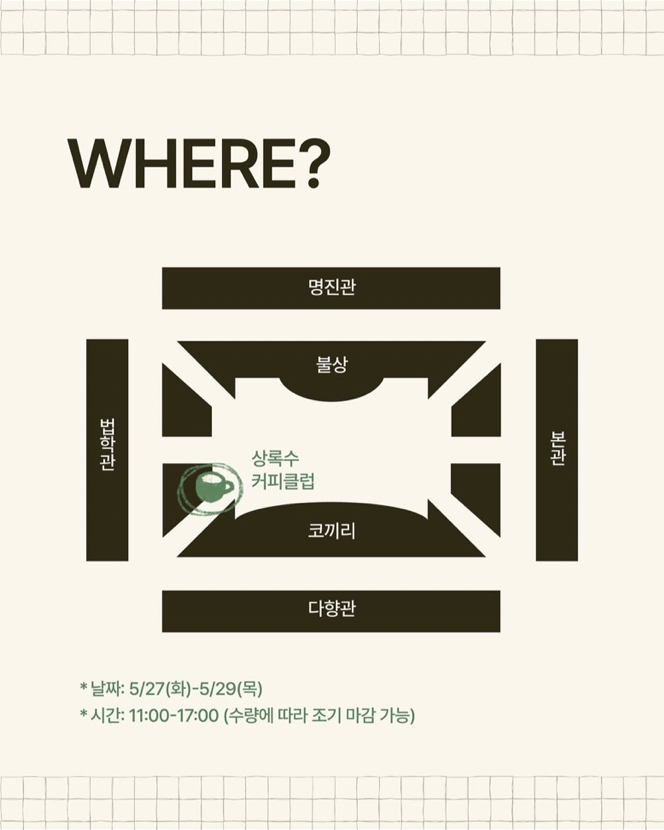 WHERE?
명진관
불상
법학관
본관
상록수
커피클럽
코끼리
다향관
* 날짜: 5/27(화)-5/29(목)
* 시간: 11:00-17:00 (수량에 따라 조기 마감 가능)